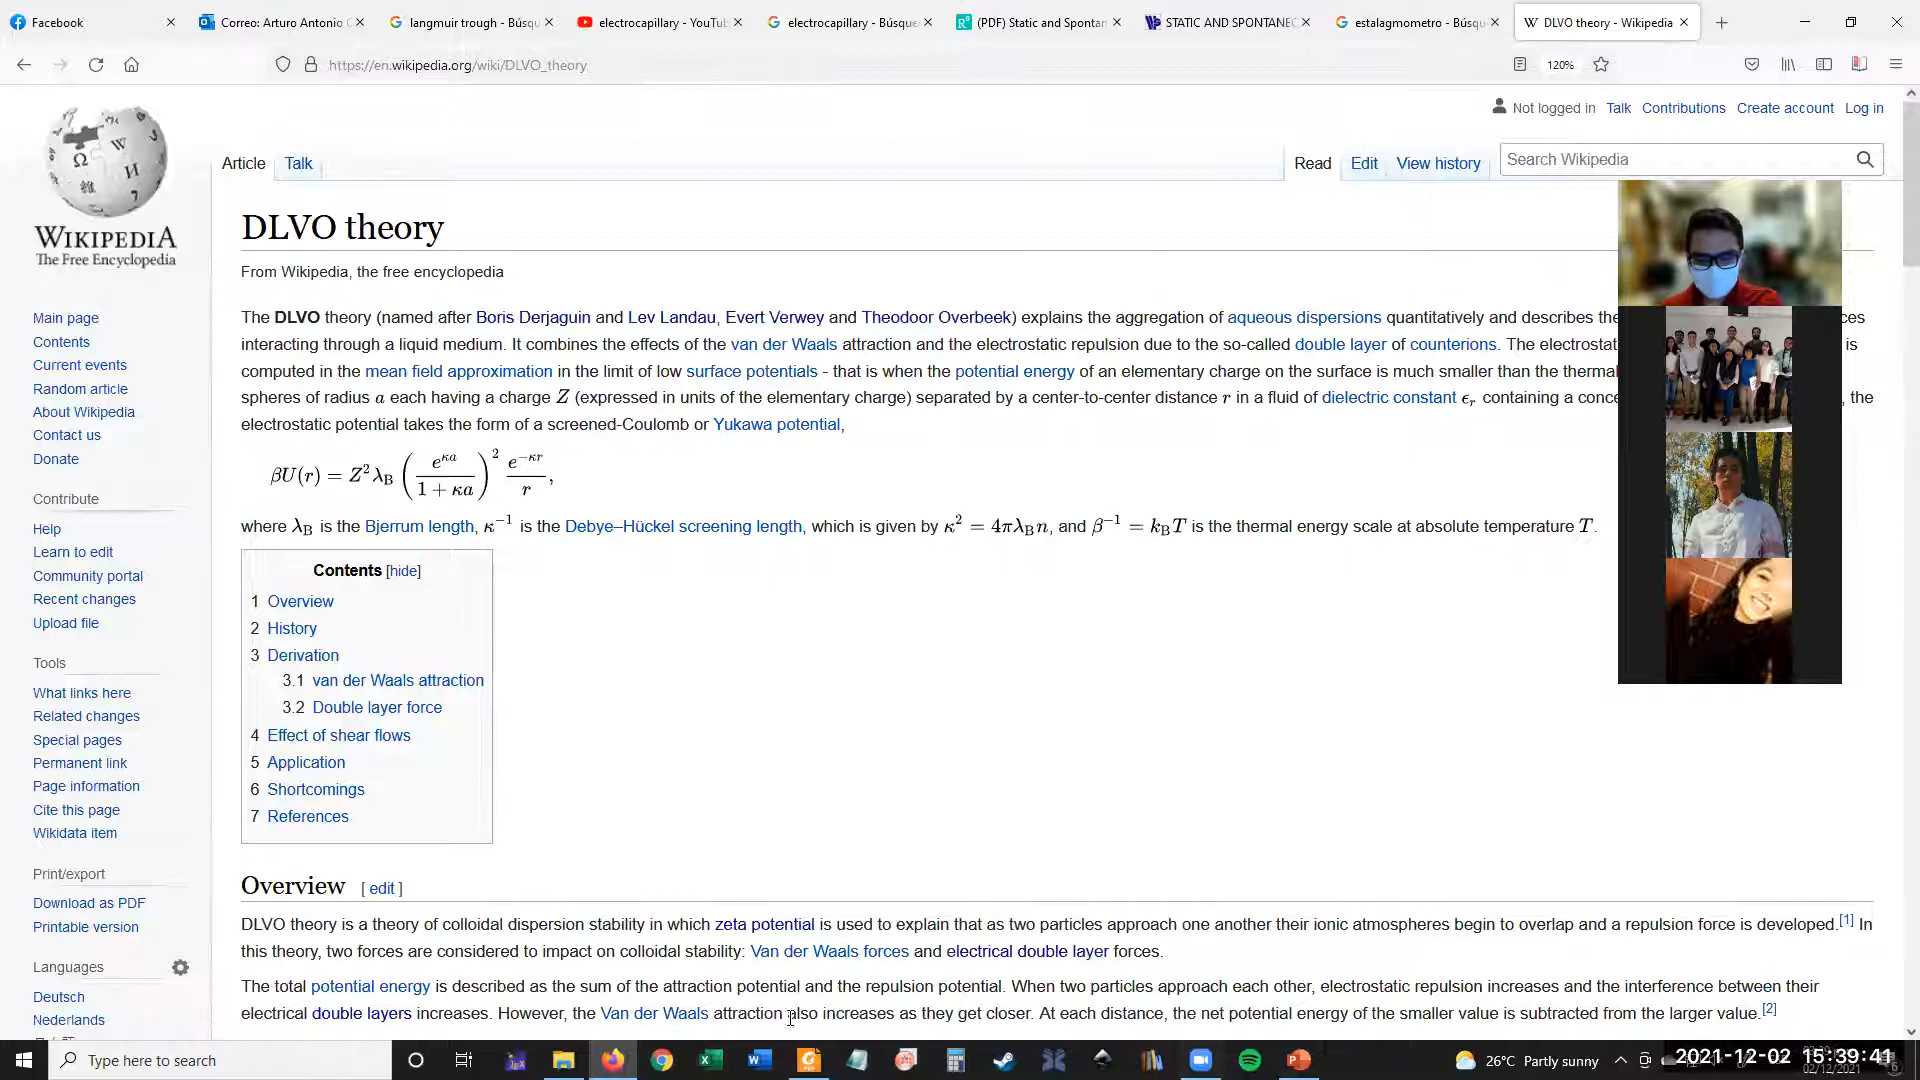 Facebook
Correo: Arturo Antonio
langmuir trough - Búsqu
electrocapillary - YouTub
electrocapillary - Búsque
(PDF) Static and Spontan
STATIC AND SPONTANEO
estalagmometro - Búsqu
DLVO theory - Wikipedia
https://en.wikipedia.org/wiki/DLVO_theory
120%
Not logged in Talk Contributions Create account Log in
Article Talk Read Edit View history Search Wikipedia
WIKIPEDIA
The Free Encyclopedia
Main page
Contents
Current events
Random article
About Wikipedia
Contact us
Donate
Contribute
Help
Learn to edit
Community portal
Recent changes
Upload file
Tools
What links here
Related changes
Special pages
Permanent link
Page information
Cite this page
Wikidata item
Print/export
Download as PDF
Printable version
Languages
Deutsch
Nederlands
DLVO theory
From Wikipedia, the free encyclopedia
The DLVO theory (named after Boris Derjaguin and Lev Landau, Evert Verwey and Theodoor Overbeek) explains the aggregation of aqueous dispersions quantitatively and describes the ces
interacting through a liquid medium. It combines the effects of the van der Waals attraction and the electrostatic repulsion due to the so-called double layer of counterions. The electrostat is
computed in the mean field approximation in the limit of low surface potentials - that is when the potential energy of an elementary charge on the surface is much smaller than the thermal
spheres of radius a each having a charge Z (expressed in units of the elementary charge) separated by a center-to-center distance r in a fluid of dielectric constant ϵr containing a conce , the
electrostatic potential takes the form of a screened-Coulomb or Yukawa potential,
βU(r) = Z² λB (e^κa / 1 + κa)² e^−κr / r,
where λB is the Bjerrum length, κ⁻¹ is the Debye–Hückel screening length, which is given by κ² = 4πλBn, and β⁻¹ = kBT is the thermal energy scale at absolute temperature T.
Contents [hide]
1 Overview
2 History
3 Derivation
3.1 van der Waals attraction
3.2 Double layer force
4 Effect of shear flows
5 Application
6 Shortcomings
7 References
Overview [ edit ]
DLVO theory is a theory of colloidal dispersion stability in which zeta potential is used to explain that as two particles approach one another their ionic atmospheres begin to overlap and a repulsion force is developed.[1] In
this theory, two forces are considered to impact on colloidal stability: Van der Waals forces and electrical double layer forces.
The total potential energy is described as the sum of the attraction potential and the repulsion potential. When two particles approach each other, electrostatic repulsion increases and the interference between their
electrical double layers increases. However, the Van der Waals attraction also increases as they get closer. At each distance, the net potential energy of the smaller value is subtracted from the larger value.[2]
Type here to search
26°C Partly sunny
2021-12-02 15:39:41
02/12/2021